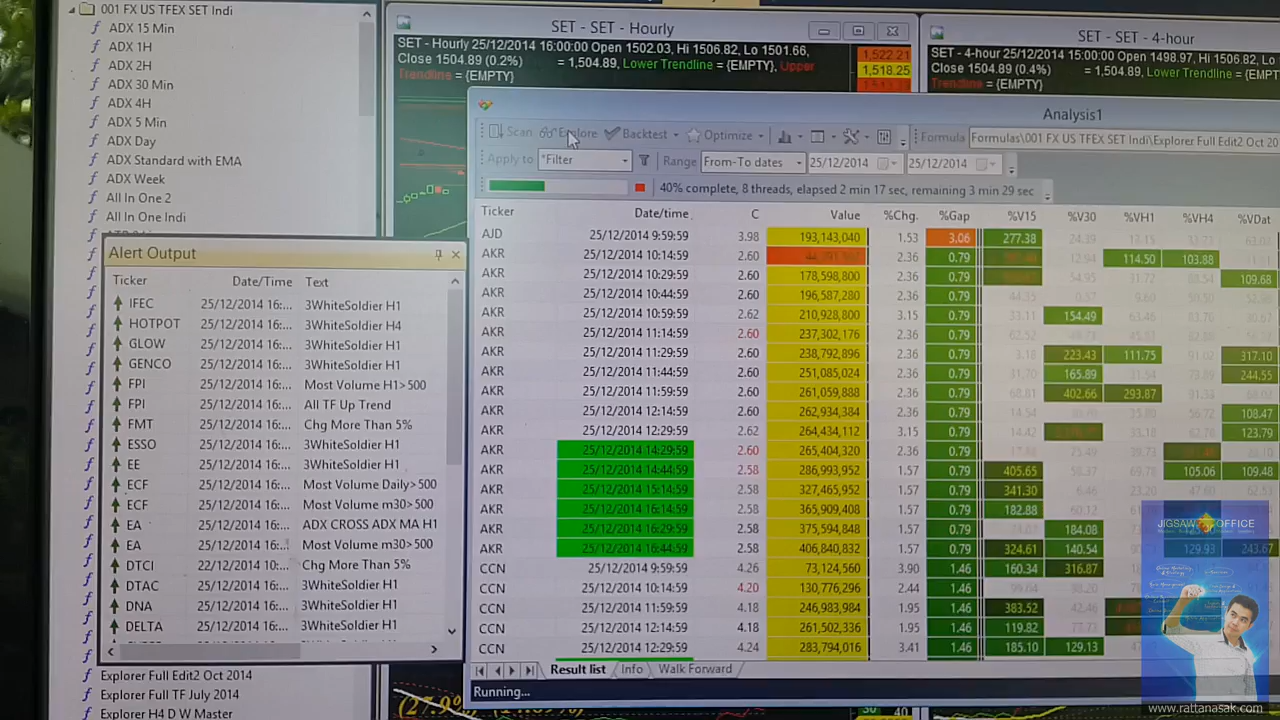 001 FX US TFEX SET Indi
ADX 15 Min
ADX 1H
ADX 2H
ADX 30 Min
ADX 4H
ADX 5 Min
ADX Day
ADX Standard with EMA
ADX Week
All In One 2
All In One Indi
Explorer Full Edit2 Oct 2014
Explorer Full TF July 2014
Explorer H4 D W Master
Alert Output
Ticker Date/Time Text
IFEC 25/12/2014 16:... 3WhiteSoldier H1
HOTPOT 25/12/2014 16:... 3WhiteSoldier H4
GLOW 25/12/2014 16:... 3WhiteSoldier H1
GENCO 25/12/2014 16:... 3WhiteSoldier H1
FPI 25/12/2014 16:... Most Volume H1>500
FPI 25/12/2014 16:... All TF Up Trend
FMT 25/12/2014 16:... Chg More Than 5%
ESSO 25/12/2014 16:... 3WhiteSoldier H1
EE 25/12/2014 16:... 3WhiteSoldier H1
ECF 25/12/2014 16:... Most Volume Daily>500
ECF 25/12/2014 16:... Most Volume m30>500
EA 25/12/2014 16:... ADX CROSS ADX MA H1
EA 25/12/2014 16:... Most Volume m30>500
DTCI 22/12/2014 10:... Chg More Than 5%
DTAC 25/12/2014 16:... 3WhiteSoldier H1
DNA 25/12/2014 16:... 3WhiteSoldier H1
DELTA 25/12/2014 16:... 3WhiteSoldier H1
SET - SET - Hourly
SET - Hourly 25/12/2014 16:00:00 Open 1502.03, Hi 1506.82, Lo 1501.66,
Close 1504.89 (0.2%) = 1,504.89, Lower Trendline = {EMPTY}, Upper
Trendline = {EMPTY}
1,522.21
1,518.25
SET - SET - 4-hour
SET - 4-hour 25/12/2014 15:00:00 Open 1498.97, Hi 1506.82, Lo
Close 1504.89 (0.4%) = 1,504.89, Lower Trendline = {EMPTY}
Trendline = {EMPTY}
Analysis1
Scan Explore Backtest Optimize Formula Formulas\001 FX US TFEX SET Indi\Explorer Full Edit2 Oct 20
Apply to *Filter Range From-To dates 25/12/2014 25/12/2014
40% complete, 8 threads, elapsed 2 min 17 sec, remaining 3 min 29 sec
Ticker Date/time C Value %Chg. %Gap %V15 %V30 %VH1 %VH4 %VDat
AJD 25/12/2014 9:59:59 3.98 193,143,040 1.53 3.06 277.38
AKR 25/12/2014 10:14:59 2.60 2.36 0.79 114.50 103.88
AKR 25/12/2014 10:29:59 2.60 178,598,800 2.36 0.79 109.68
AKR 25/12/2014 10:44:59 2.60 196,587,280 2.36 0.79
AKR 25/12/2014 10:59:59 2.62 210,928,800 3.15 0.79 154.49
AKR 25/12/2014 11:14:59 2.60 237,302,176 2.36 0.79
AKR 25/12/2014 11:29:59 2.60 238,792,896 2.36 0.79 223.43 111.75 317.10
AKR 25/12/2014 11:44:59 2.60 251,085,024 2.36 0.79 165.89 244.55
AKR 25/12/2014 11:59:59 2.60 261,059,888 2.36 0.79 402.66 293.87
AKR 25/12/2014 12:14:59 2.60 262,934,384 2.36 0.79 108.47
AKR 25/12/2014 12:29:59 2.62 264,434,112 3.15 0.79 123.79
AKR 25/12/2014 14:29:59 2.60 265,404,320 2.36 0.79
AKR 25/12/2014 14:44:59 2.58 286,993,952 1.57 0.79 405.65 105.06 109.48
AKR 25/12/2014 15:14:59 2.58 327,465,952 1.57 0.79 341.30
AKR 25/12/2014 16:14:59 2.58 365,909,408 1.57 0.79 182.88
AKR 25/12/2014 16:29:59 2.58 375,594,848 1.57 0.79 184.08
AKR 25/12/2014 16:44:59 2.58 406,840,832 1.57 0.79 324.61 140.54 129.93 243.67
CCN 25/12/2014 9:59:59 4.26 73,124,560 3.90 1.46 160.34 316.87
CCN 25/12/2014 10:14:59 4.20 130,776,296 2.44 1.46
CCN 25/12/2014 11:59:59 4.18 246,983,984 1.95 1.46 383.52
CCN 25/12/2014 12:14:59 4.18 261,502,336 1.95 1.46 119.82
CCN 25/12/2014 12:29:59 4.24 283,794,016 3.41 1.46 185.10 129.13
Result list Info Walk Forward
Running...
JIGSAW OFFICE
www.rattanasak.com